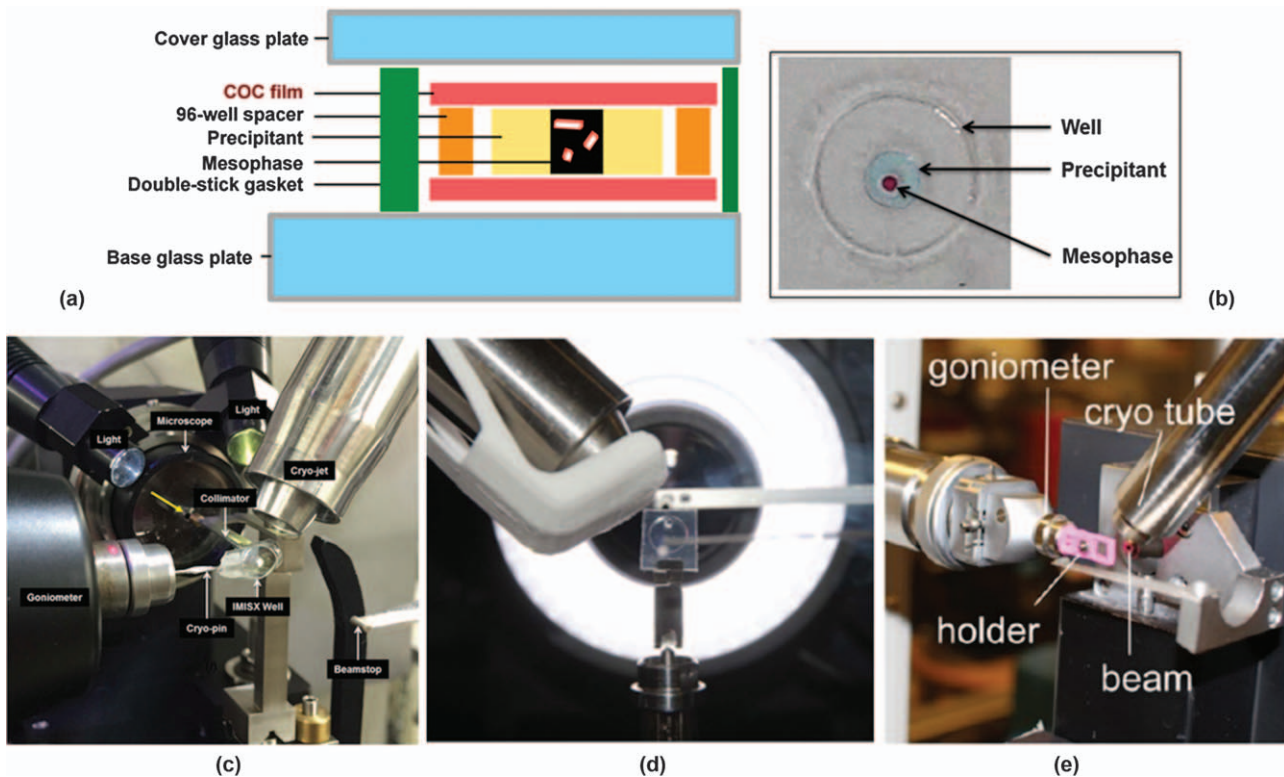 Cover glass plate
COC film
96-well spacer
Precipitant
Mesophase
Double-stick gasket
Base glass plate
(a)
Well
Precipitant
Mesophase
(b)
Light
Microscope
Light
Cryo-jet
Collimator
Goniometer
IMISX Well
Cryo-pin
Beamstop
(c)
(d)
goniometer
cryo tube
holder
beam
(e)